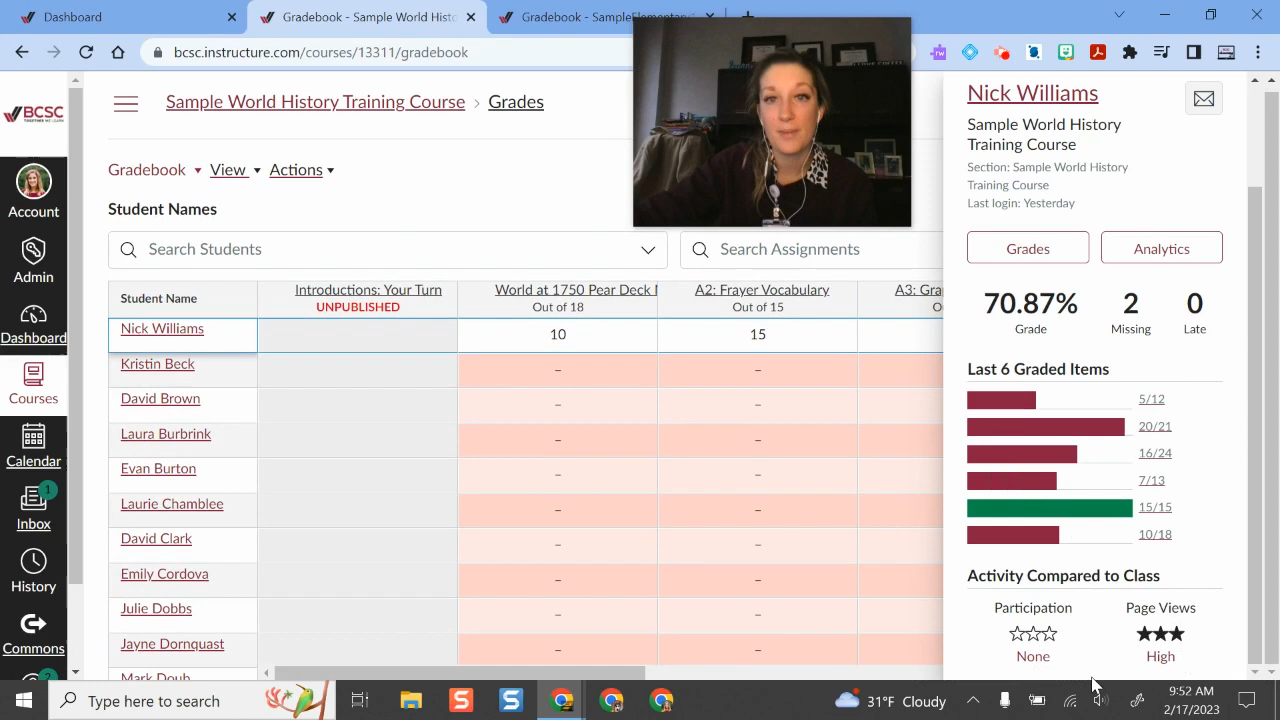 Dashboard
Gradebook - Sample World Histor
Gradebook - SampleElement
bcsc.instructure.com/courses/13311/gradebook
BCSC
Account
Admin
Dashboard
Courses
Calendar
1
Inbox
History
Commons
Sample World History Training Course > Grades
Gradebook View Actions
Student Names
Search Students
Search Assignments
Student Name
Introductions: Your Turn
UNPUBLISHED
World at 1750 Pear Deck
Out of 18
A2: Frayer Vocabulary
Out of 15
A3: Gra
Nick Williams
10
15
Kristin Beck
–
–
David Brown
–
–
Laura Burbrink
–
–
Evan Burton
–
–
Laurie Chamblee
–
–
David Clark
–
–
Emily Cordova
–
–
Julie Dobbs
–
–
Jayne Dornquast
–
–
Mark Doub
Nick Williams
Sample World History
Training Course
Section: Sample World History
Training Course
Last login: Yesterday
Grades
Analytics
70.87%
Grade
2
Missing
0
Late
Last 6 Graded Items
5/12
20/21
16/24
7/13
15/15
10/18
Activity Compared to Class
Participation
None
Page Views
High
Type here to search
31°F Cloudy
9:52 AM
2/17/2023